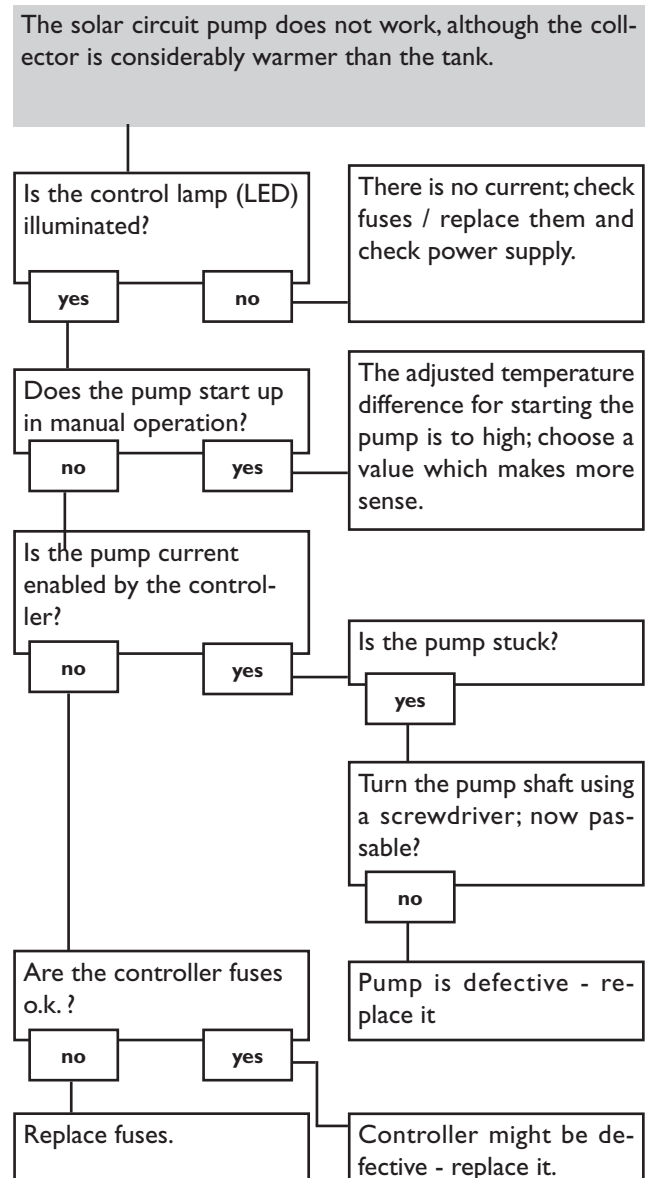 The solar circuit pump does not work, although the coll-
ector is considerably warmer than the tank.
Is the control lamp (LED)
illuminated?
yes
no
There is no current; check
fuses / replace them and
check power supply.
Does the pump start up
in manual operation?
no
yes
The adjusted temperature
difference for starting the
pump is to high; choose a
value which makes more
sense.
Is the pump current
enabled by the control-
ler?
no
yes
Is the pump stuck?
yes
Turn the pump shaft using
a screwdriver; now pas-
sable?
no
Pump is defective - re-
place it
Are the controller fuses
o.k. ?
no
yes
Replace fuses.
Controller might be de-
fective - replace it.